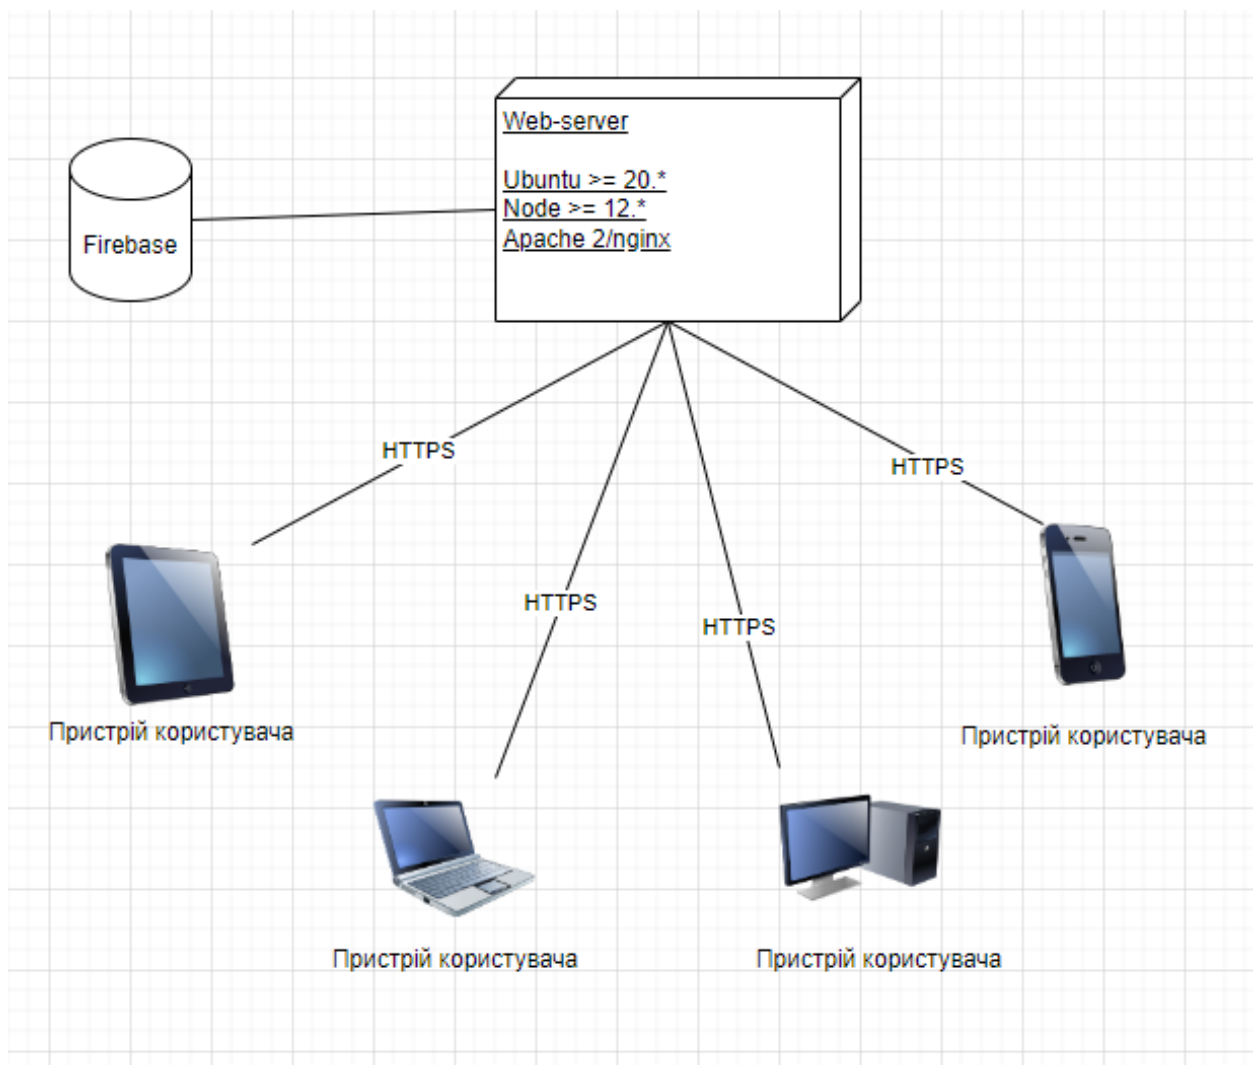 Web-server
Ubuntu >= 20.*
Node >= 12.*
Apache 2/nginx
Firebase
HTTPS
HTTPS
HTTPS
HTTPS
Пристрій користувача
Пристрій користувача
Пристрій користувача
Пристрій користувача